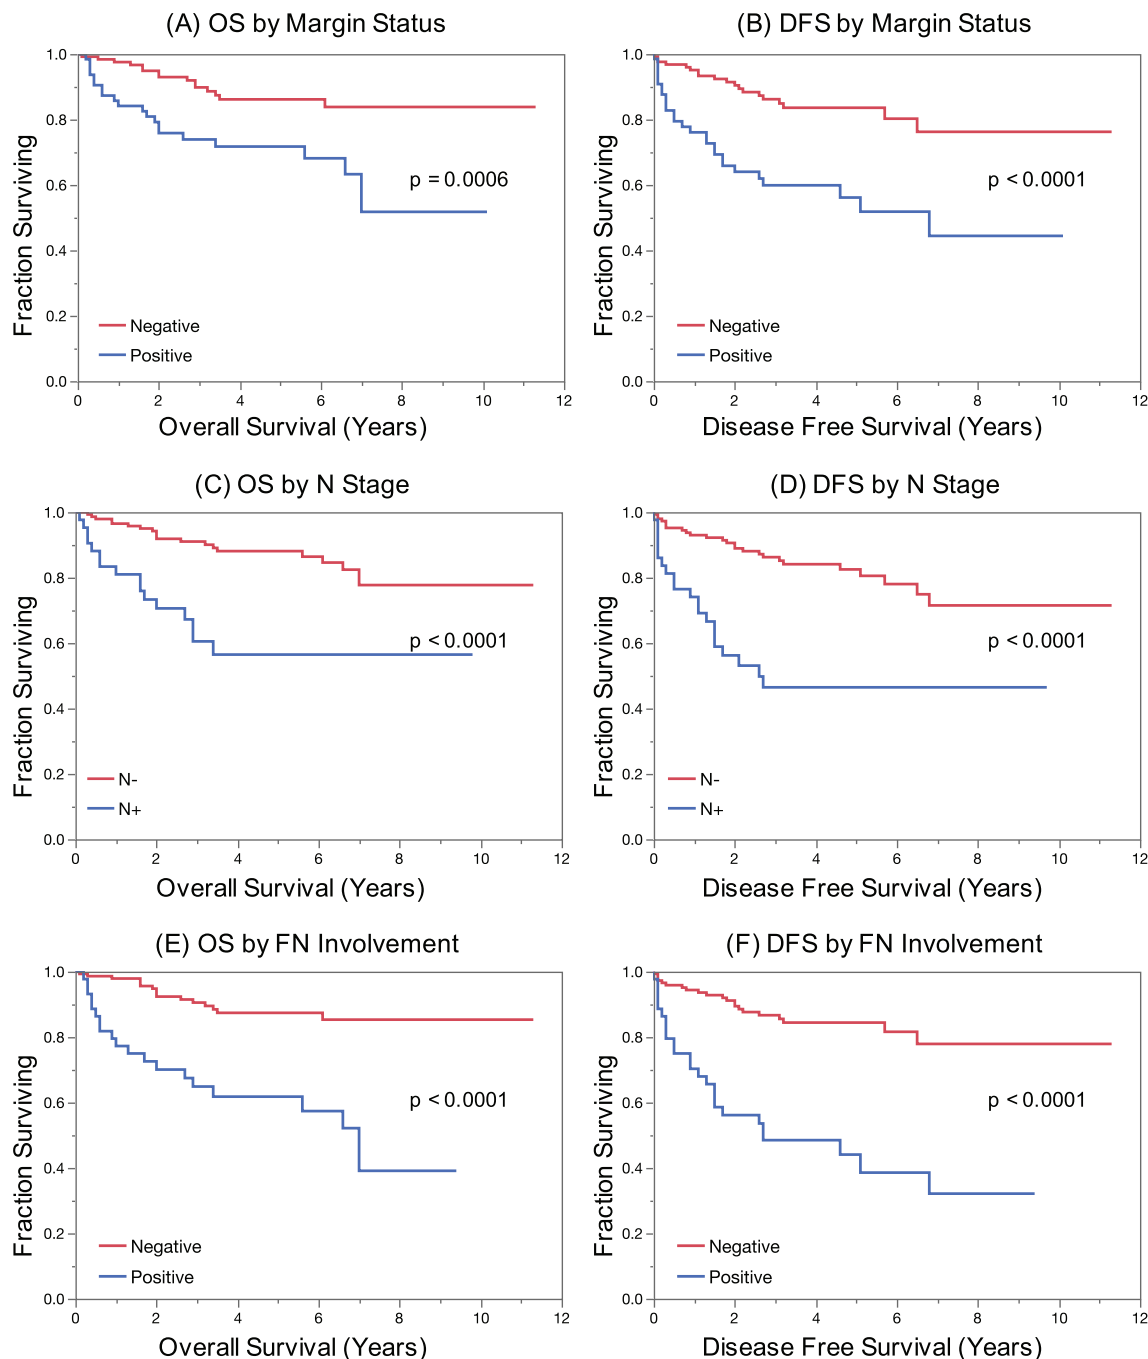 (A) OS by Margin Status
1.0
0.8
0.6
0.4
0.2
0.0
Fraction Surviving
p = 0.0006
Negative
Positive
0 2 4 6 8 10 12
Overall Survival (Years)
(B) DFS by Margin Status
1.0
0.8
0.6
0.4
0.2
0.0
Fraction Surviving
p < 0.0001
Negative
Positive
0 2 4 6 8 10 12
Disease Free Survival (Years)
(C) OS by N Stage
1.0
0.8
0.6
0.4
0.2
0.0
Fraction Surviving
p < 0.0001
N-
N+
0 2 4 6 8 10 12
Overall Survival (Years)
(D) DFS by N Stage
1.0
0.8
0.6
0.4
0.2
0.0
Fraction Surviving
p < 0.0001
N-
N+
0 2 4 6 8 10 12
Disease Free Survival (Years)
(E) OS by FN Involvement
1.0
0.8
0.6
0.4
0.2
0.0
Fraction Surviving
p < 0.0001
Negative
Positive
0 2 4 6 8 10 12
Overall Survival (Years)
(F) DFS by FN Involvement
1.0
0.8
0.6
0.4
0.2
0.0
Fraction Surviving
p < 0.0001
Negative
Positive
0 2 4 6 8 10 12
Disease Free Survival (Years)